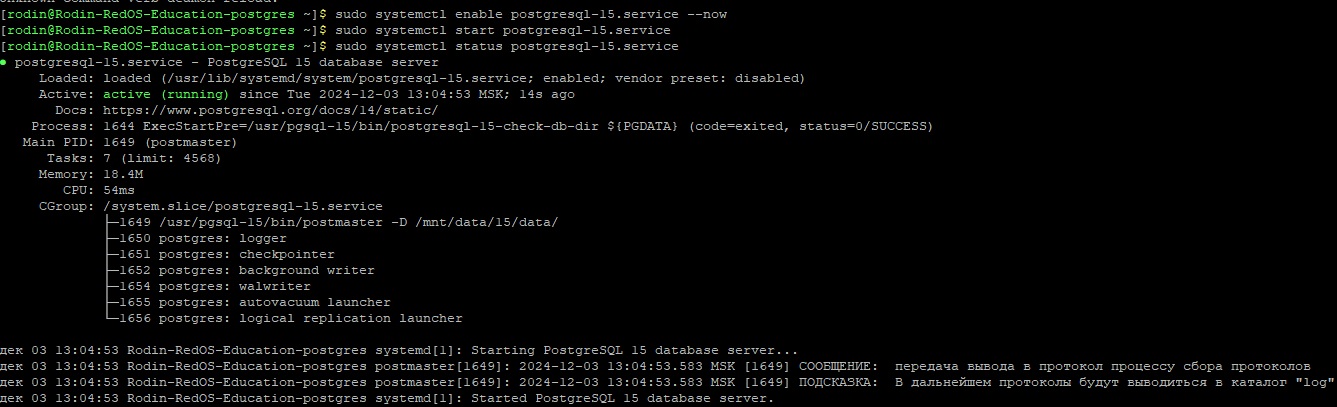 Unknown command verb daemon-reload.
[rodin@Rodin-RedOS-Education-postgres ~]$ sudo systemctl enable postgresql-15.service --now
[rodin@Rodin-RedOS-Education-postgres ~]$ sudo systemctl start postgresql-15.service
[rodin@Rodin-RedOS-Education-postgres ~]$ sudo systemctl status postgresql-15.service
● postgresql-15.service - PostgreSQL 15 database server
Loaded: loaded (/usr/lib/systemd/system/postgresql-15.service; enabled; vendor preset: disabled)
Active: active (running) since Tue 2024-12-03 13:04:53 MSK; 14s ago
Docs: https://www.postgresql.org/docs/14/static/
Process: 1644 ExecStartPre=/usr/pgsql-15/bin/postgresql-15-check-db-dir ${PGDATA} (code=exited, status=0/SUCCESS)
Main PID: 1649 (postmaster)
Tasks: 7 (limit: 4568)
Memory: 18.4M
CPU: 54ms
CGroup: /system.slice/postgresql-15.service
├─1649 /usr/pgsql-15/bin/postmaster -D /mnt/data/15/data/
├─1650 postgres: logger
├─1651 postgres: checkpointer
├─1652 postgres: background writer
├─1654 postgres: walwriter
├─1655 postgres: autovacuum launcher
└─1656 postgres: logical replication launcher
дек 03 13:04:53 Rodin-RedOS-Education-postgres systemd[1]: Starting PostgreSQL 15 database server...
дек 03 13:04:53 Rodin-RedOS-Education-postgres postmaster[1649]: 2024-12-03 13:04:53.583 MSK [1649] СООБЩЕНИЕ:  передача вывода в протокол процессу сбора протоколов
дек 03 13:04:53 Rodin-RedOS-Education-postgres postmaster[1649]: 2024-12-03 13:04:53.583 MSK [1649] ПОДСКАЗКА:  В дальнейшем протоколы будут выводиться в каталог "log"
дек 03 13:04:53 Rodin-RedOS-Education-postgres systemd[1]: Started PostgreSQL 15 database server.